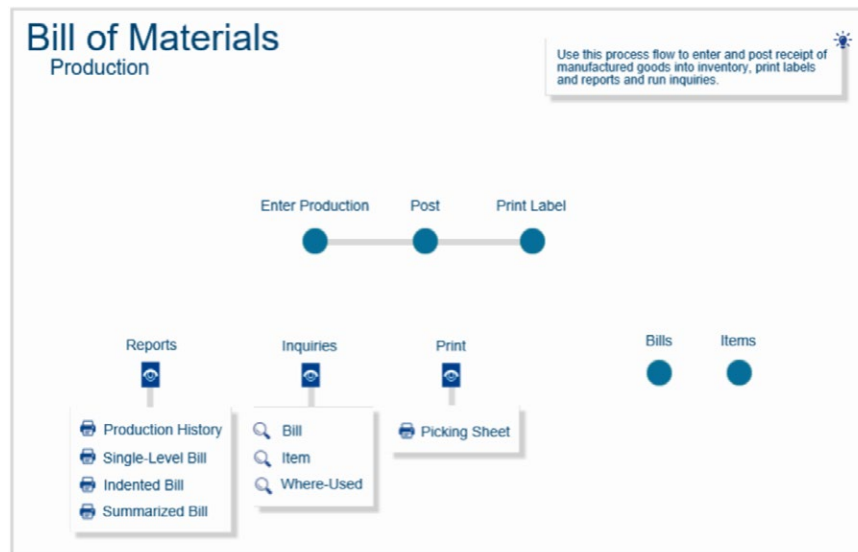 Bill of Materials
Production
Use this process flow to enter and post receipt of
manufactured goods into inventory, print labels
and reports and run inquiries.
Enter Production
Post
Print Label
Reports
Inquiries
Print
Bills
Items
Production History
Single-Level Bill
Indented Bill
Summarized Bill
Bill
Item
Where-Used
Picking Sheet